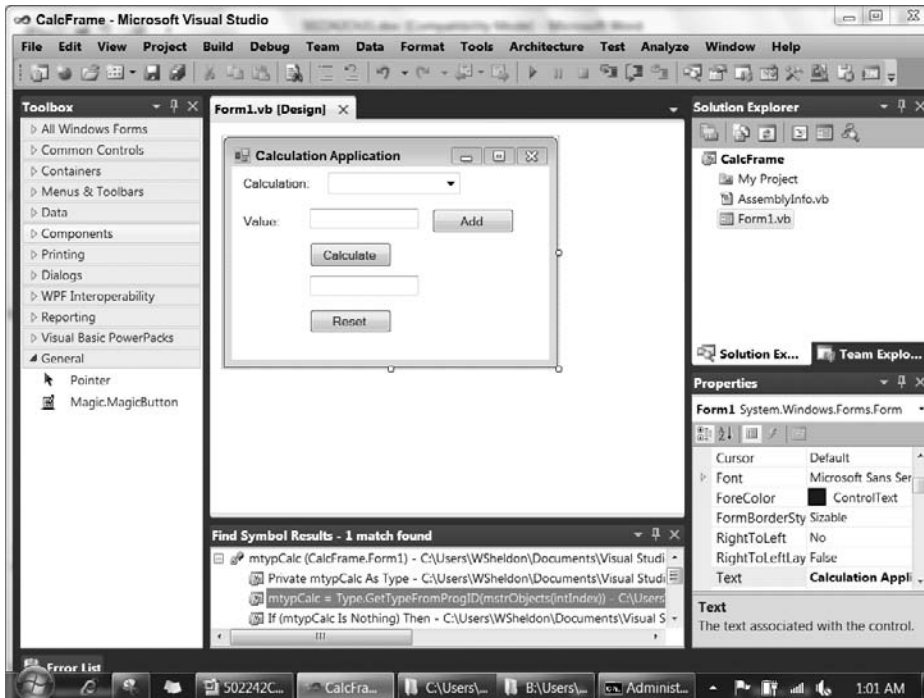 CalcFrame - Microsoft Visual Studio
File Edit View Project Build Debug Team Data Format Tools Architecture Test Analyze Window Help
Toolbox
All Windows Forms
Common Controls
Containers
Menus & Toolbars
Data
Components
Printing
Dialogs
WPF Interoperability
Reporting
Visual Basic PowerPacks
General
Pointer
Magic.MagicButton
Form1.vb [Design]
Calculation Application
Calculation:
Value:
Add
Calculate
Reset
Find Symbol Results - 1 match found
mtypCalc (CalcFrame.Form1) - C:\Users\WSheldon\Documents\Visual Studi
Private mtypCalc As Type - C:\Users\WSheldon\Documents\Visual Studi
mtypCalc = Type.GetTypeFromProgID(mstrObjects(intIndex)) - C:\Users
If (mtypCalc Is Nothing) Then - C:\Users\WSheldon\Documents\Visual S
Solution Explorer
CalcFrame
My Project
AssemblyInfo.vb
Form1.vb
Solution Ex... Team Explo...
Properties
Form1 System.Windows.Forms.Form
Cursor Default
Font Microsoft Sans Ser
ForeColor ControlText
FormBorderSty Sizable
RightToLeft No
RightToLeftLay False
Text Calculation Appli
Text
The text associated with the control.
Error List
502242C... CalcFra... C:\Users\... B:\Users\... Administ... 1:01 AM